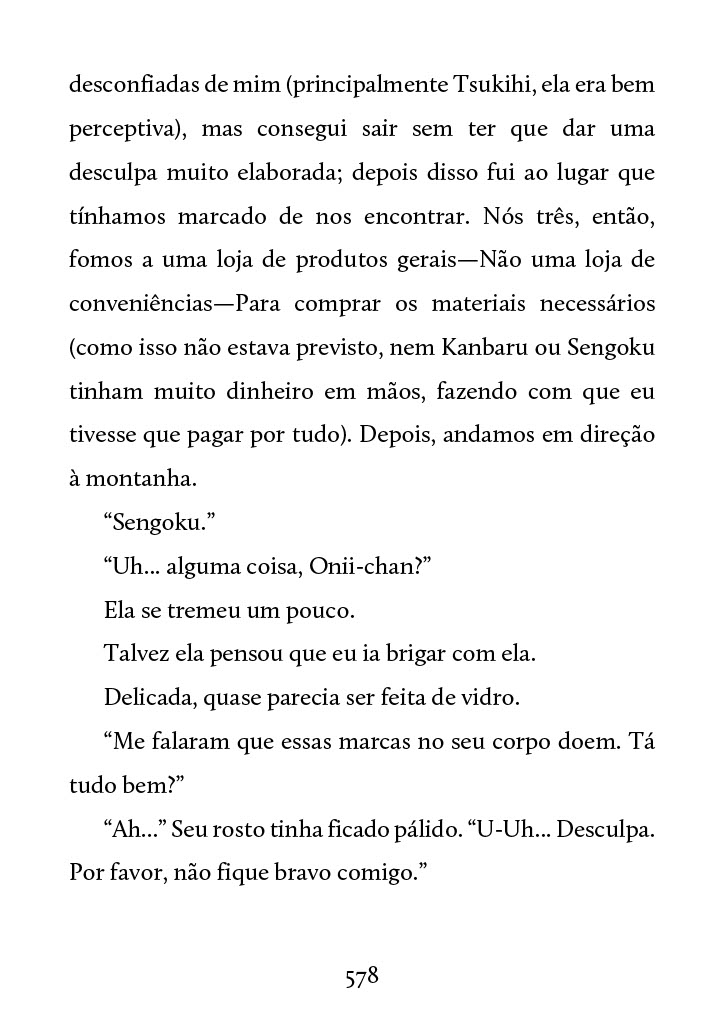 desconfiadas de mim (principalmente Tsukihi, ela era bem
perceptiva), mas consegui sair sem ter que dar uma
desculpa muito elaborada; depois disso fui ao lugar que
tínhamos marcado de nos encontrar. Nós três, então,
fomos a uma loja de produtos gerais—Não uma loja de
conveniências—Para comprar os materiais necessários
(como isso não estava previsto, nem Kanbaru ou Sengoku
tinham muito dinheiro em mãos, fazendo com que eu
tivesse que pagar por tudo). Depois, andamos em direção
à montanha.
“Sengoku.”
“Uh... alguma coisa, Onii-chan?”
Ela se tremeu um pouco.
Talvez ela pensou que eu ia brigar com ela.
Delicada, quase parecia ser feita de vidro.
“Me falaram que essas marcas no seu corpo doem. Tá
tudo bem?”
“Ah...” Seu rosto tinha ficado pálido. “U-Uh... Desculpa.
Por favor, não fique bravo comigo.”
578